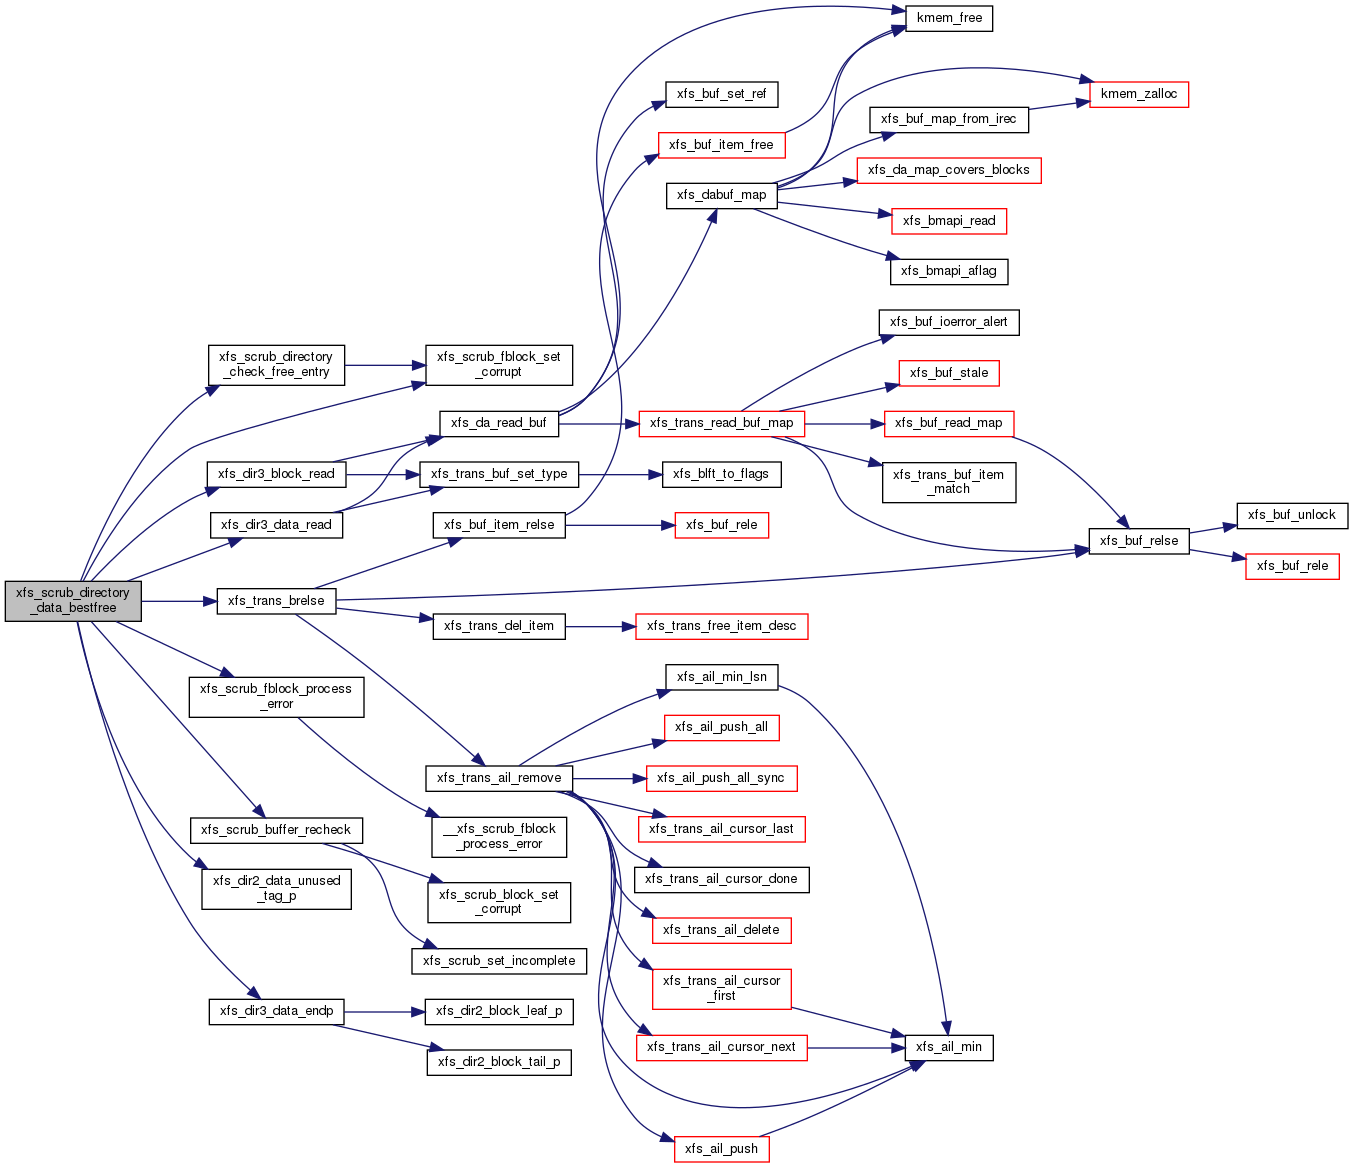 kmem_free
xfs_buf_set_ref
kmem_zalloc
xfs_buf_map_from_irec
xfs_buf_item_free
xfs_da_map_covers_blocks
xfs_dabuf_map
xfs_bmapi_read
xfs_bmapi_aflag
xfs_buf_ioerror_alert
xfs_scrub_directory
_check_free_entry
xfs_scrub_fblock_set
_corrupt
xfs_buf_stale
xfs_da_read_buf
xfs_trans_read_buf_map
xfs_buf_read_map
xfs_dir3_block_read
xfs_trans_buf_set_type
xfs_blft_to_flags
xfs_trans_buf_item
_match
xfs_dir3_data_read
xfs_buf_item_relse
xfs_buf_rele
xfs_buf_unlock
xfs_buf_relse
xfs_buf_rele
xfs_scrub_directory
_data_bestfree
xfs_trans_brelse
xfs_trans_del_item
xfs_trans_free_item_desc
xfs_scrub_fblock_process
_error
xfs_ail_min_lsn
xfs_ail_push_all
xfs_trans_ail_remove
xfs_ail_push_all_sync
xfs_scrub_buffer_recheck
__xfs_scrub_fblock
_process_error
xfs_trans_ail_cursor_last
xfs_dir2_data_unused
_tag_p
xfs_scrub_block_set
_corrupt
xfs_trans_ail_cursor_done
xfs_trans_ail_delete
xfs_scrub_set_incomplete
xfs_trans_ail_cursor
_first
xfs_dir3_data_endp
xfs_dir2_block_leaf_p
xfs_trans_ail_cursor_next
xfs_ail_min
xfs_dir2_block_tail_p
xfs_ail_push